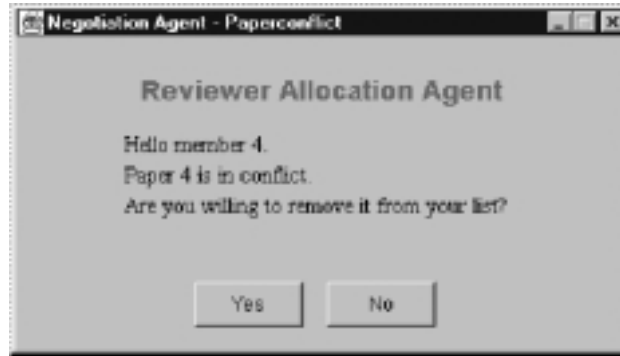 Negotiation Agent - Paperconflict
Reviewer Allocation Agent
Hello member 4.
Paper 4 is in conflict.
Are you willing to remove it from your list?
Yes No